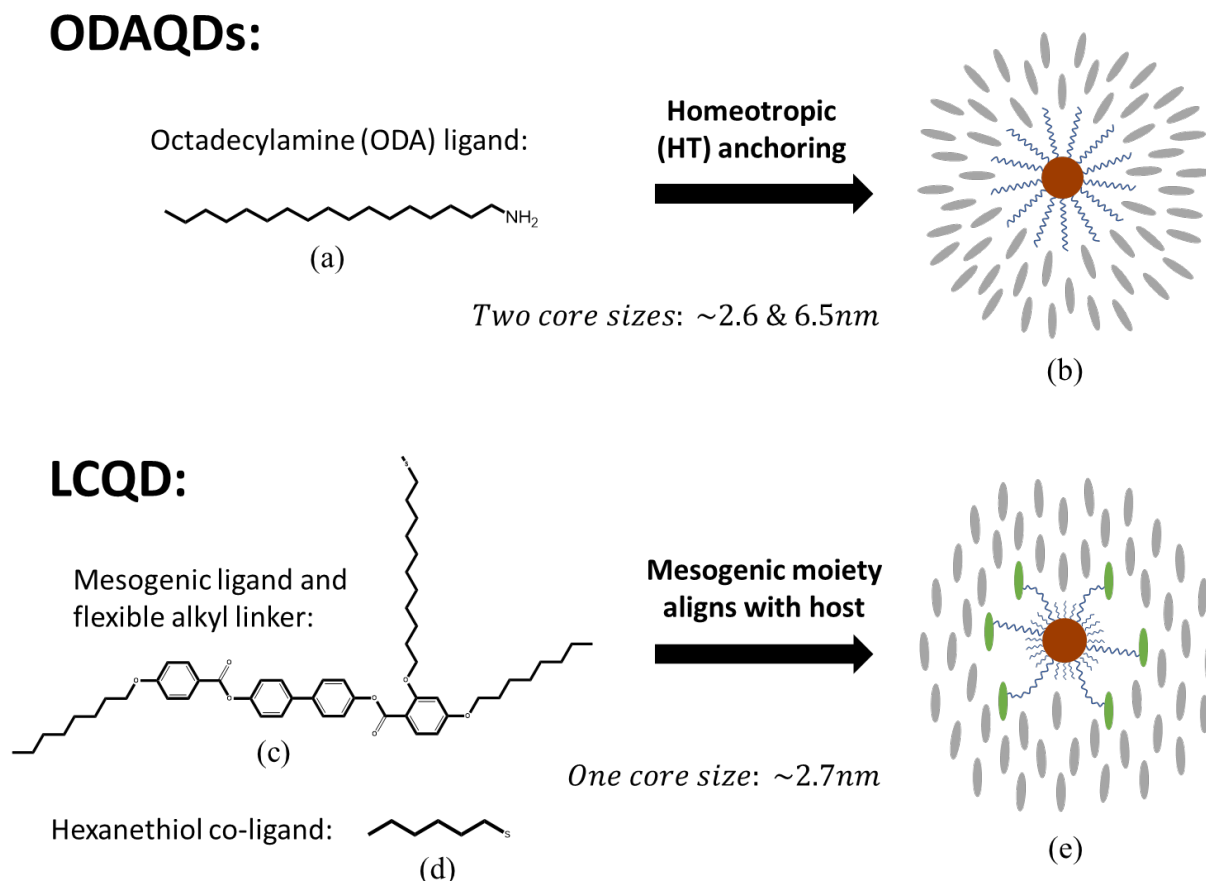 ODAQDs:
Octadecylamine (ODA) ligand:
NH₂
(a)
Homeotropic
(HT) anchoring
Two core sizes: ~2.6 & 6.5nm
(b)
LCQD:
Mesogenic ligand and
flexible alkyl linker:
S
O
O
O
O
O
O
O
(c)
Hexanethiol co-ligand:
S
(d)
Mesogenic moiety
aligns with host
One core size: ~2.7nm
(e)